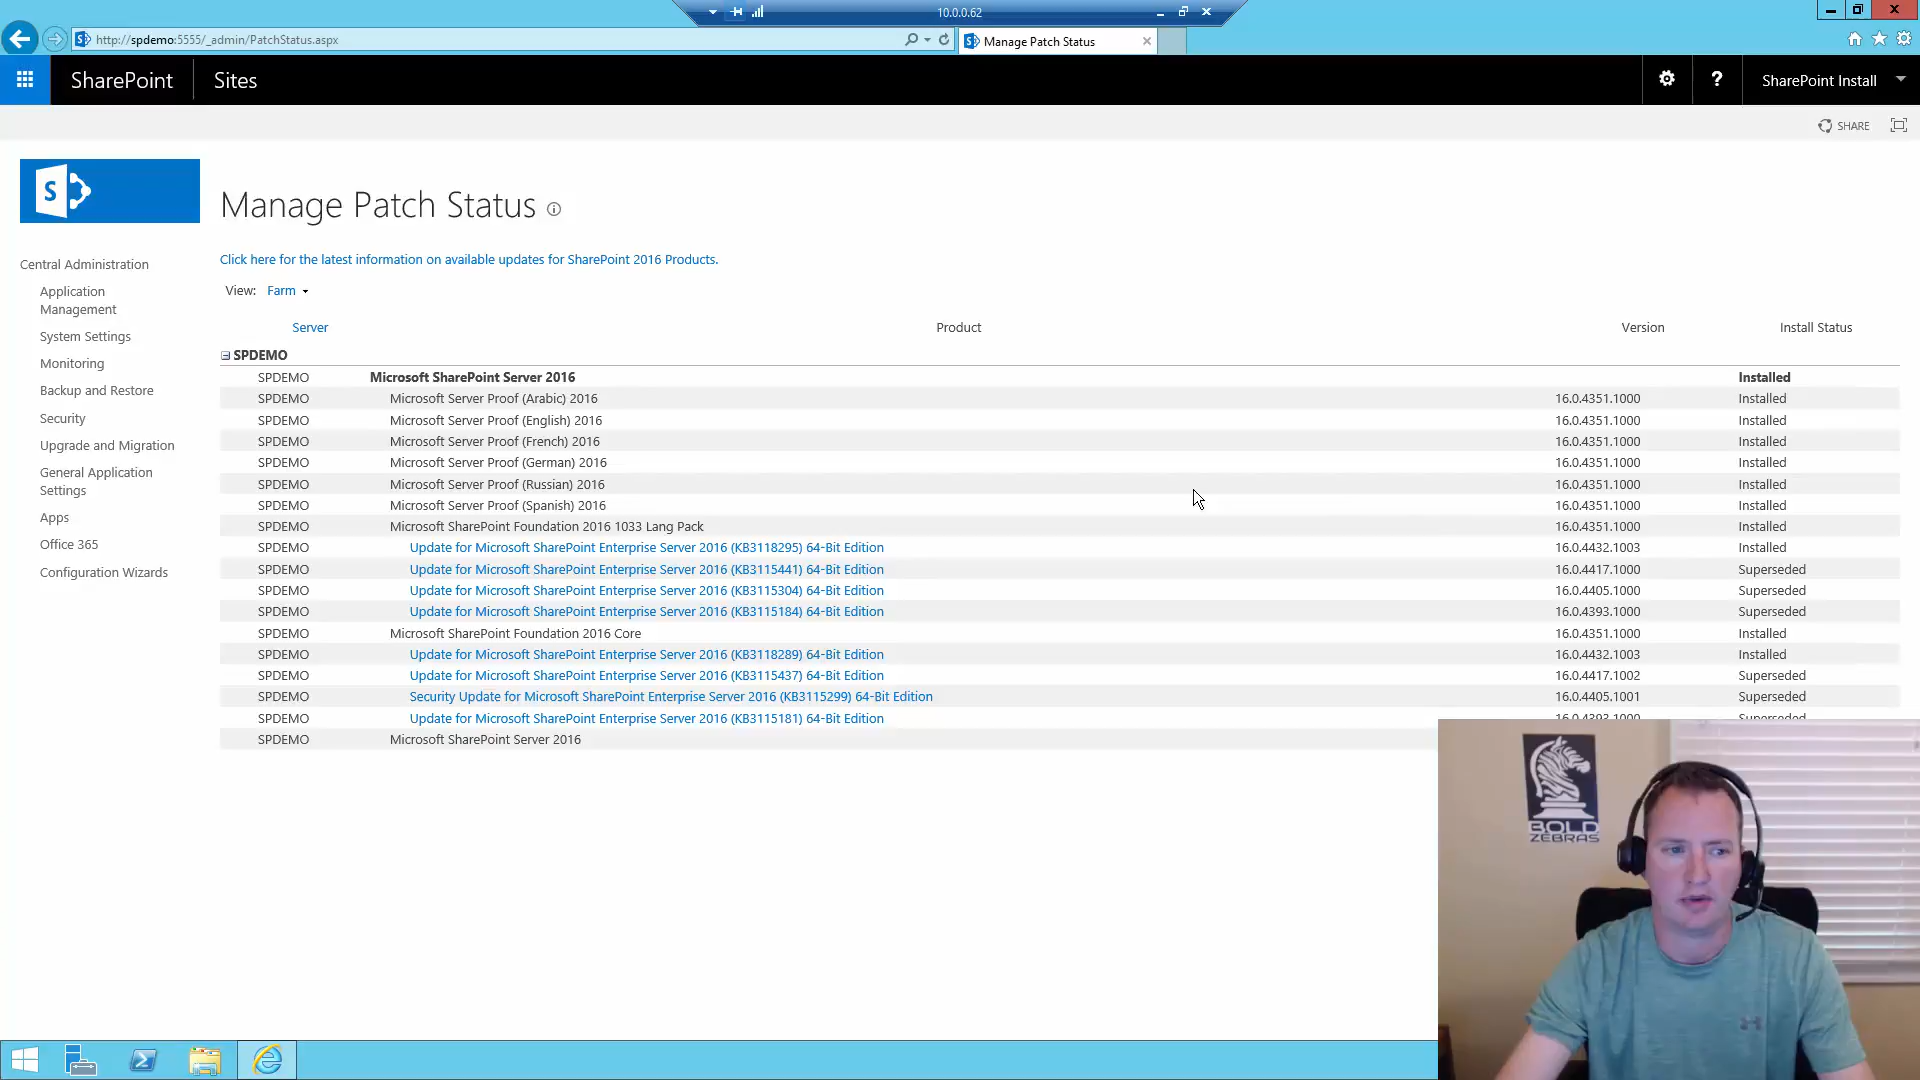 10.0.0.62
http://spdemo:5555/_admin/PatchStatus.aspx
Manage Patch Status
SharePoint
Sites
?
SharePoint Install
SHARE
S
Manage Patch Status
Click here for the latest information on available updates for SharePoint 2016 Products.
View: Farm
Central Administration
Application
Management
System Settings
Monitoring
Backup and Restore
Security
Upgrade and Migration
General Application
Settings
Apps
Office 365
Configuration Wizards
Server Product Version Install Status
SPDEMO
SPDEMO Microsoft SharePoint Server 2016 Installed
SPDEMO Microsoft Server Proof (Arabic) 2016 16.0.4351.1000 Installed
SPDEMO Microsoft Server Proof (English) 2016 16.0.4351.1000 Installed
SPDEMO Microsoft Server Proof (French) 2016 16.0.4351.1000 Installed
SPDEMO Microsoft Server Proof (German) 2016 16.0.4351.1000 Installed
SPDEMO Microsoft Server Proof (Russian) 2016 16.0.4351.1000 Installed
SPDEMO Microsoft Server Proof (Spanish) 2016 16.0.4351.1000 Installed
SPDEMO Microsoft SharePoint Foundation 2016 1033 Lang Pack 16.0.4351.1000 Installed
SPDEMO Update for Microsoft SharePoint Enterprise Server 2016 (KB3118295) 64-Bit Edition 16.0.4432.1003 Installed
SPDEMO Update for Microsoft SharePoint Enterprise Server 2016 (KB3115441) 64-Bit Edition 16.0.4417.1000 Superseded
SPDEMO Update for Microsoft SharePoint Enterprise Server 2016 (KB3115304) 64-Bit Edition 16.0.4405.1000 Superseded
SPDEMO Update for Microsoft SharePoint Enterprise Server 2016 (KB3115184) 64-Bit Edition 16.0.4393.1000 Superseded
SPDEMO Microsoft SharePoint Foundation 2016 Core 16.0.4351.1000 Installed
SPDEMO Update for Microsoft SharePoint Enterprise Server 2016 (KB3118289) 64-Bit Edition 16.0.4432.1003 Installed
SPDEMO Update for Microsoft SharePoint Enterprise Server 2016 (KB3115437) 64-Bit Edition 16.0.4417.1002 Superseded
SPDEMO Security Update for Microsoft SharePoint Enterprise Server 2016 (KB3115299) 64-Bit Edition 16.0.4405.1001 Superseded
SPDEMO Update for Microsoft SharePoint Enterprise Server 2016 (KB3115181) 64-Bit Edition 16.0.4393.1000 Superseded
SPDEMO Microsoft SharePoint Server 2016
BOLD
ZEBRAS